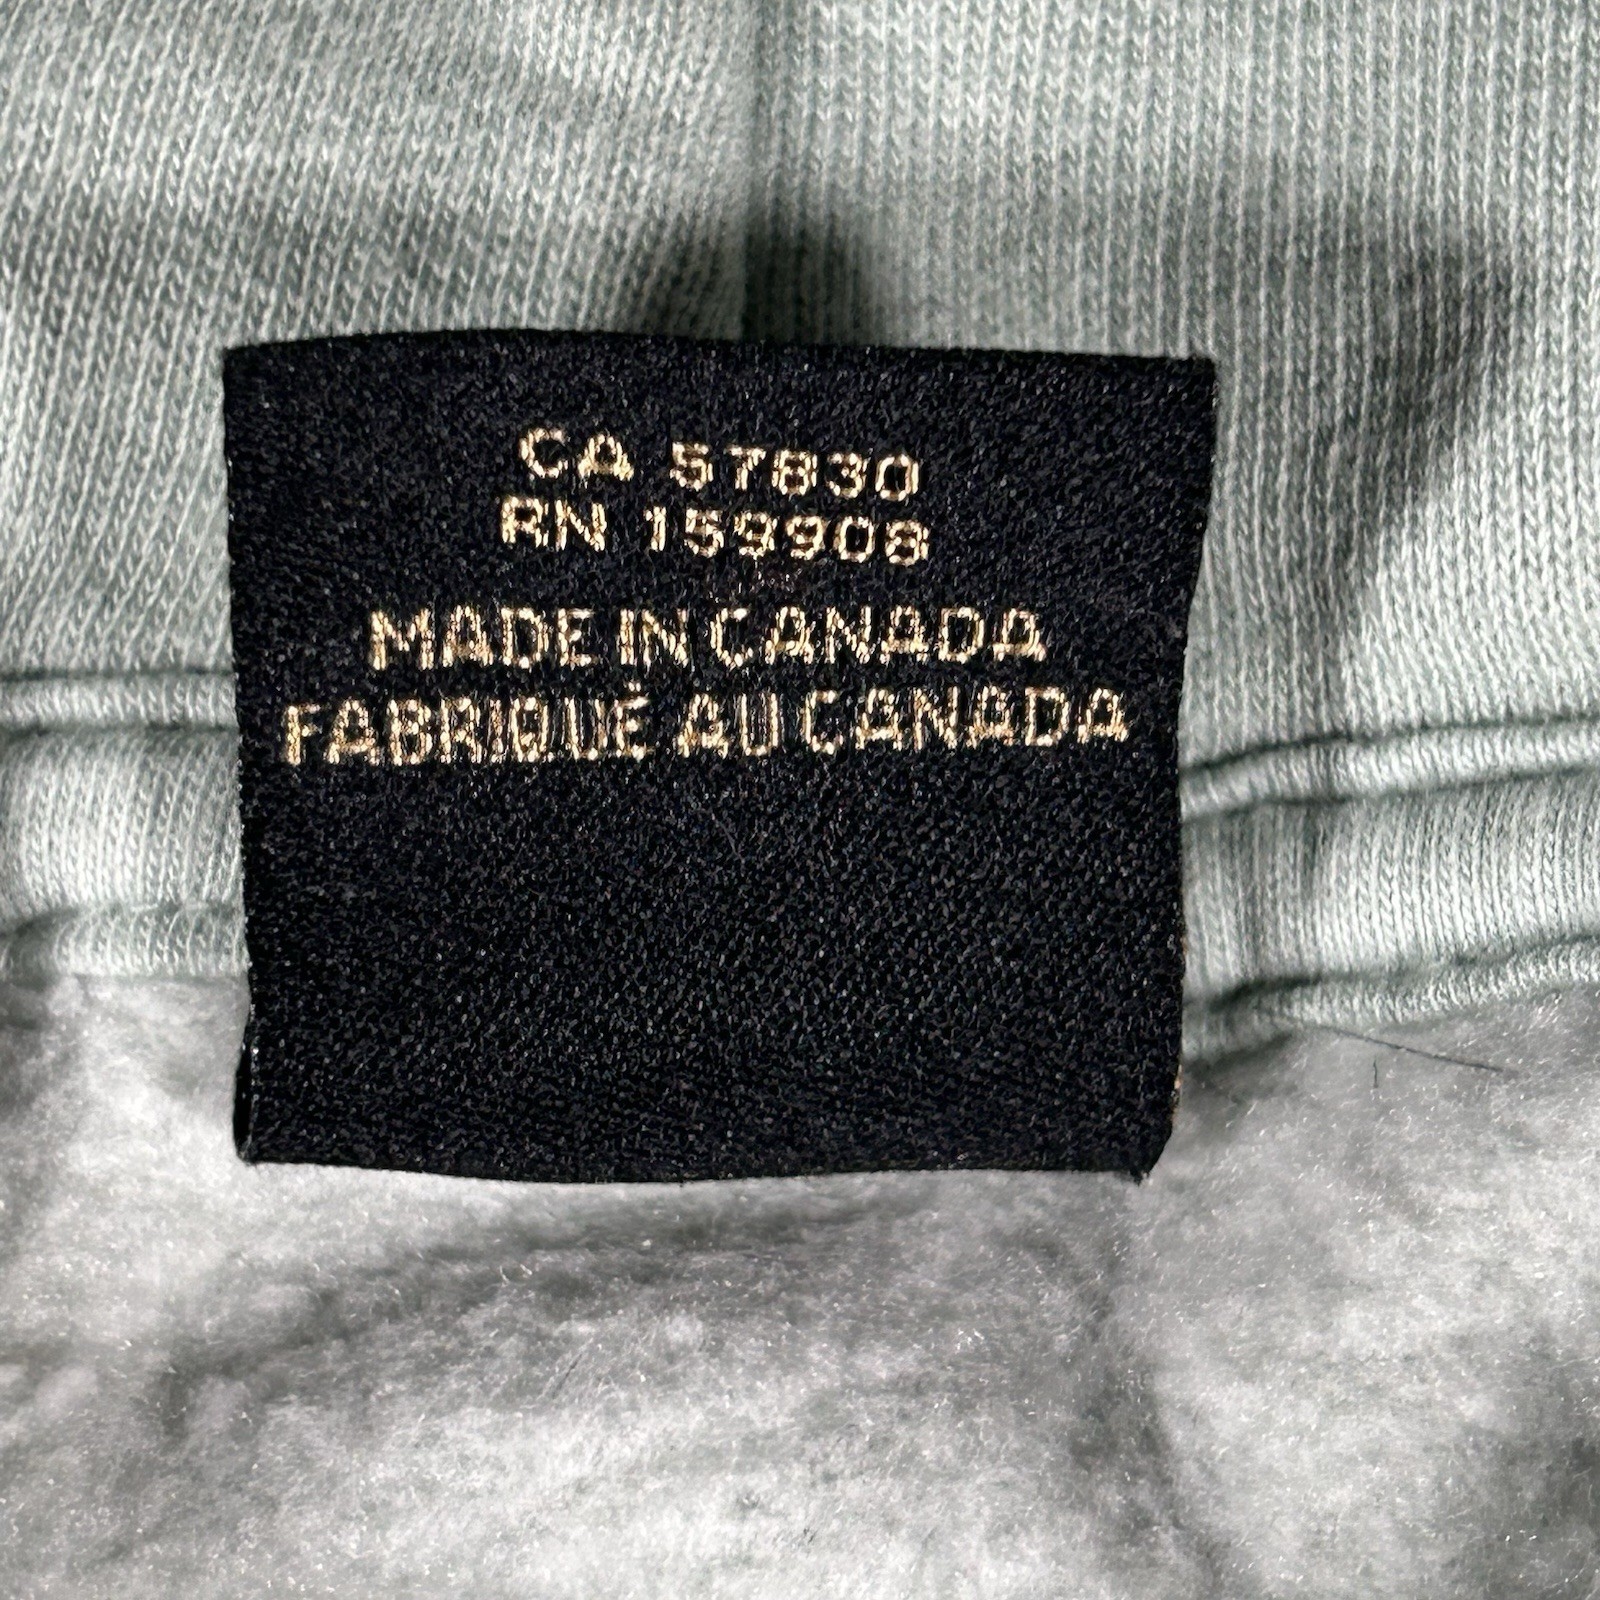 CA 57830
RN 159908
MADE IN CANADA
FABRIQUÉ AU CANADA